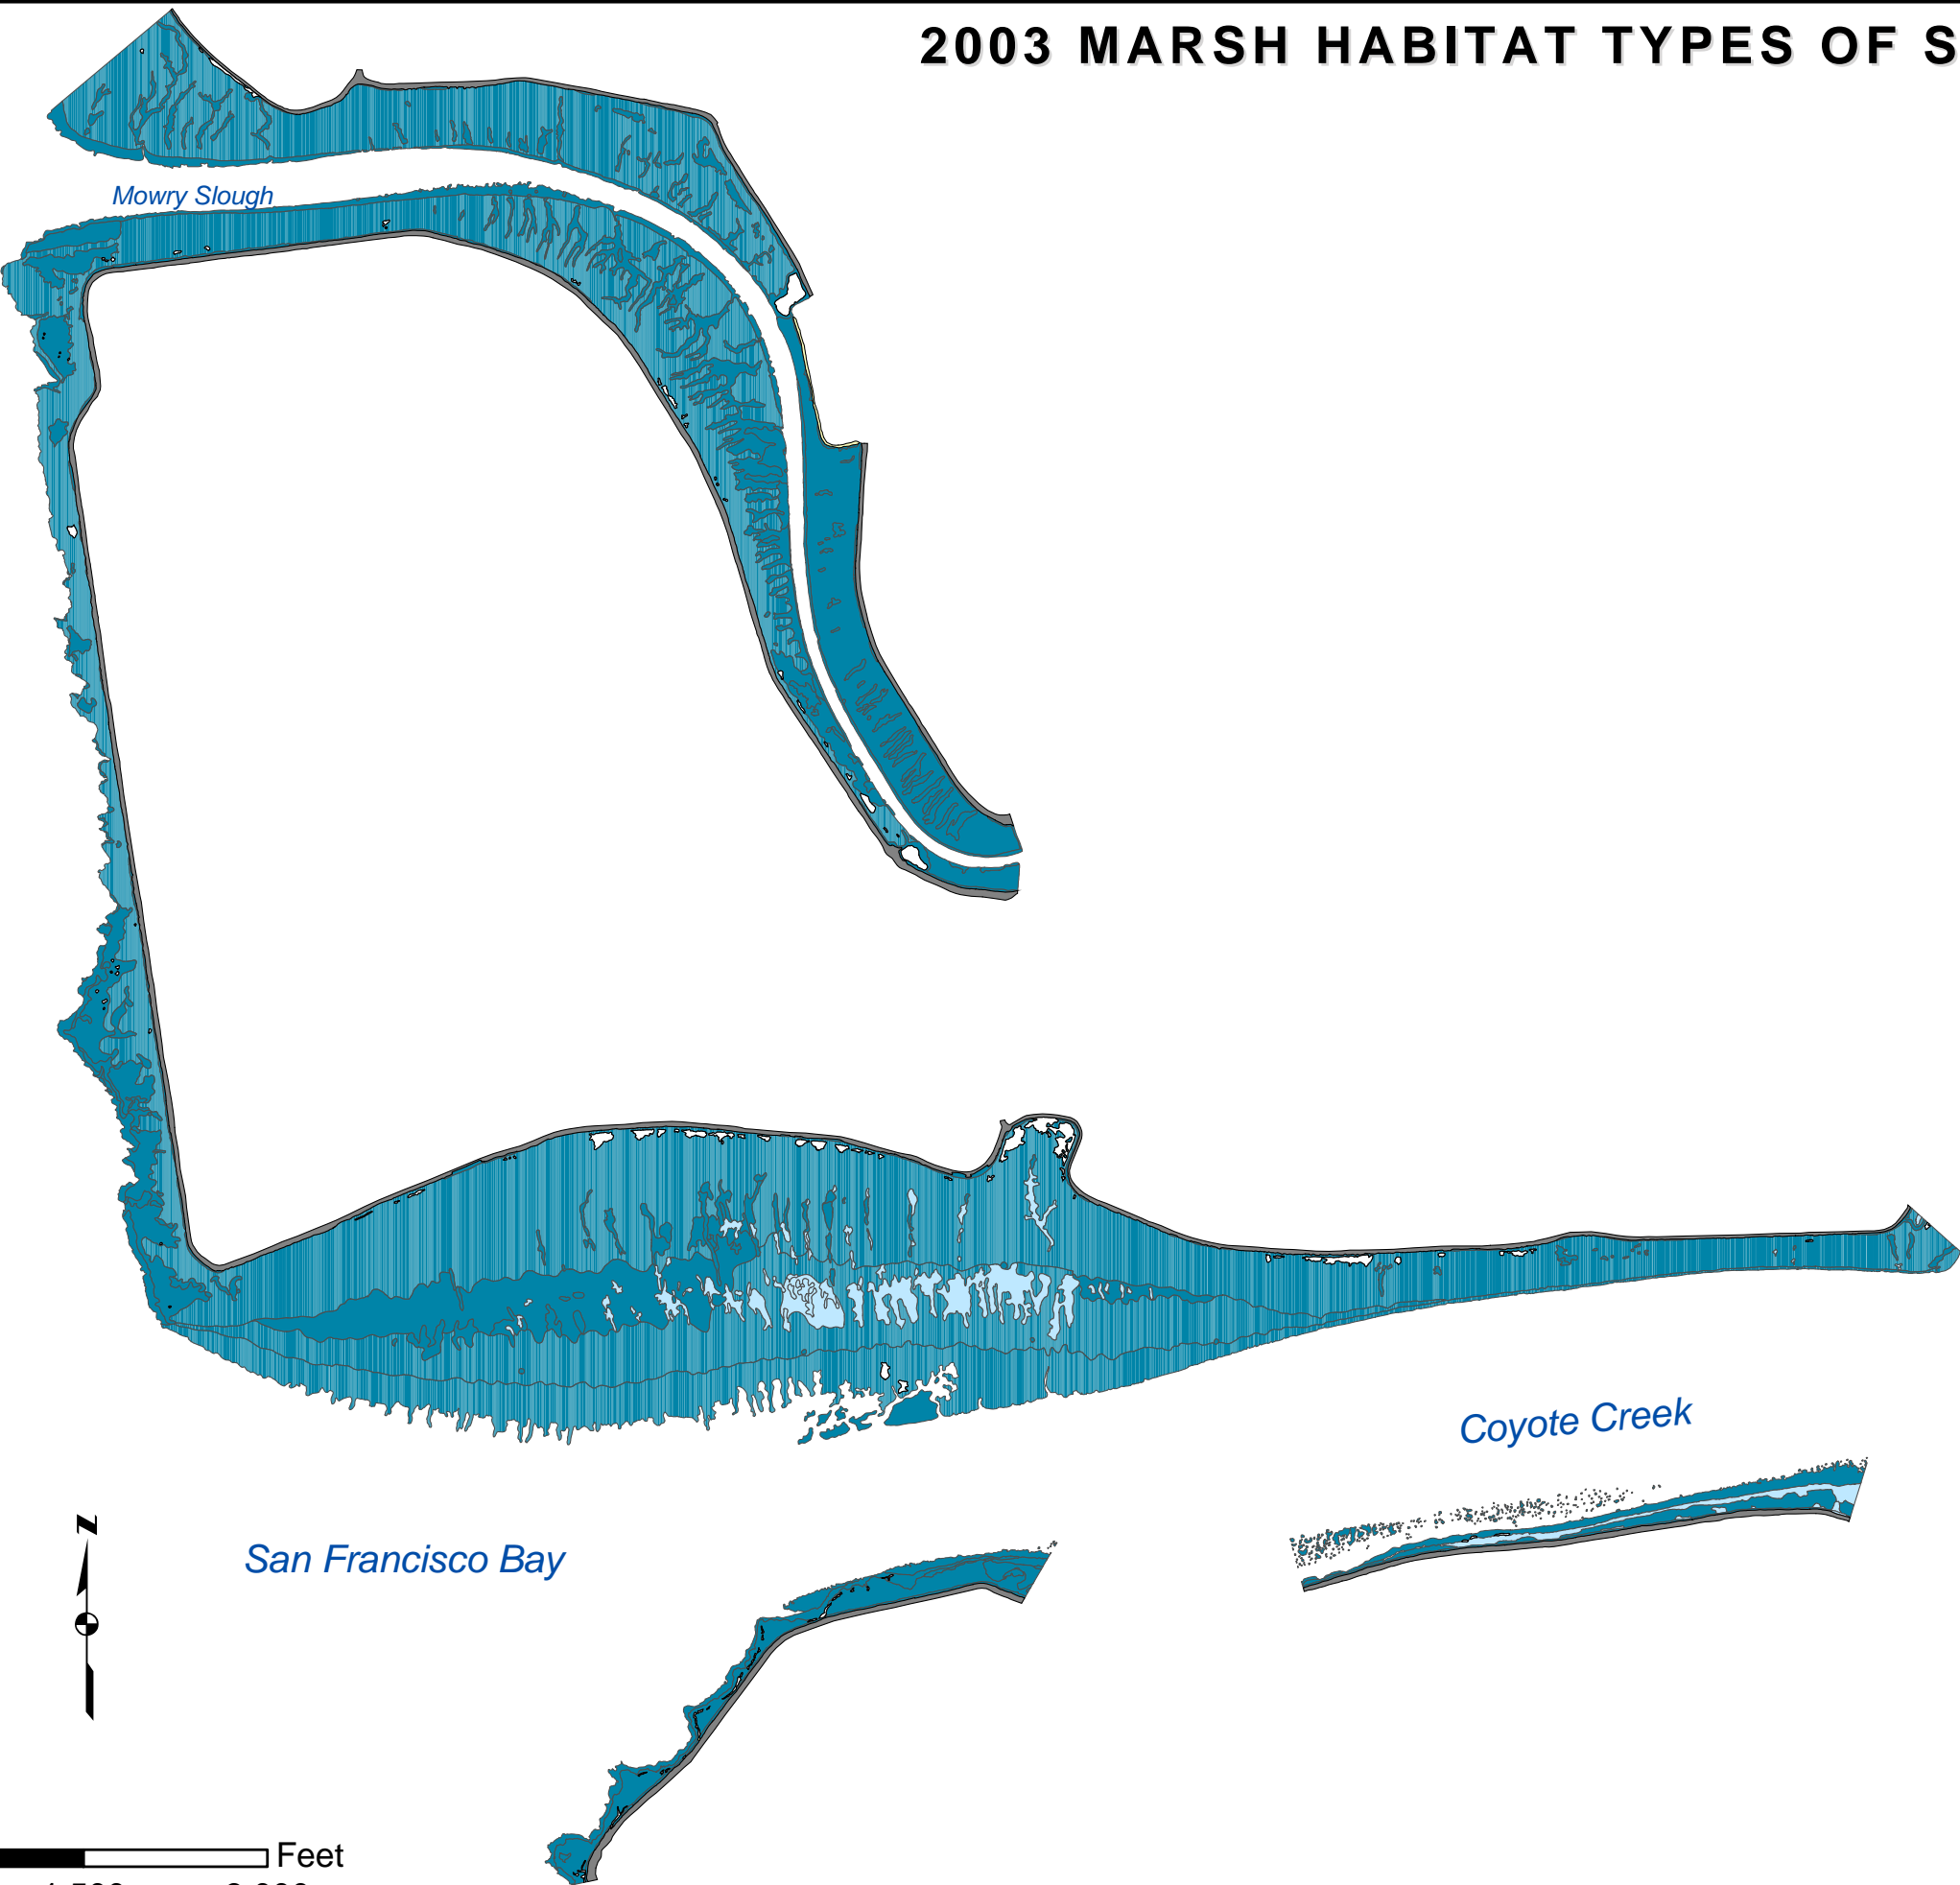 2003 MARSH HABITAT TYPES OF S
Mowry Slough
Coyote Creek
San Francisco Bay
N
Feet